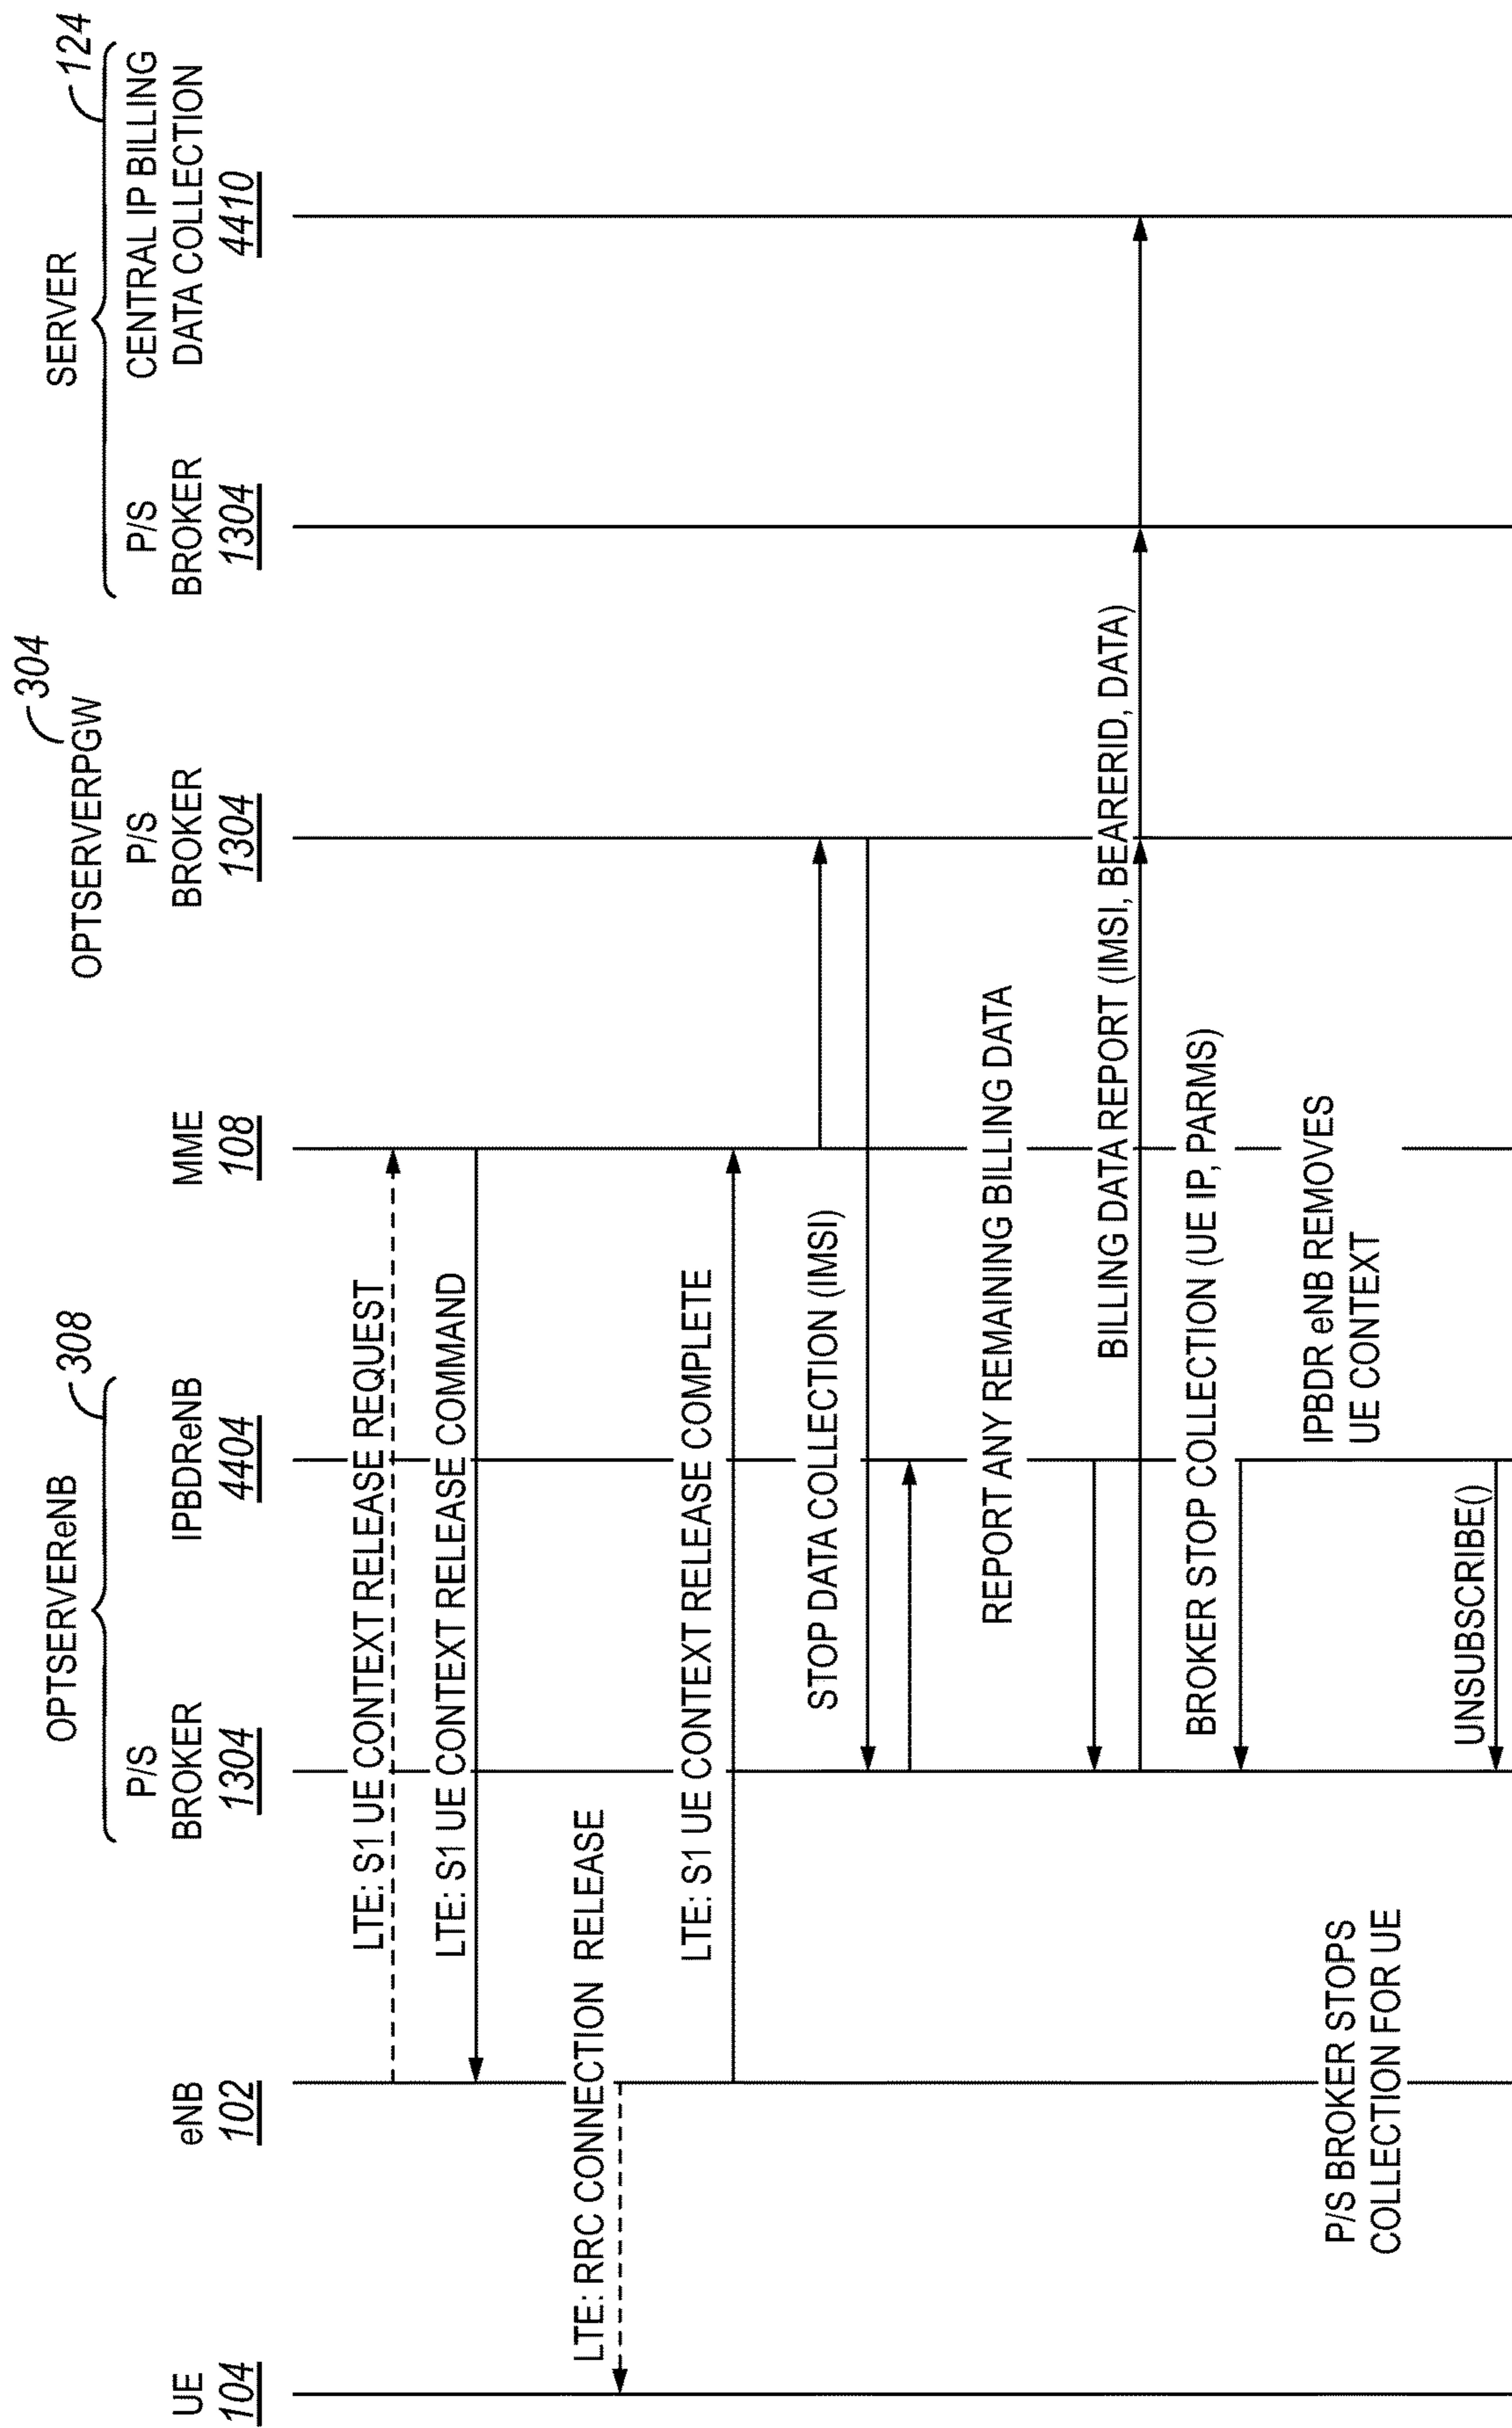 UE
104
eNB
102
OPTSERVEReNB
308
P/S
BROKER
1304
IPBDReNB
4404
MME
108
OPTSERVERPGW
304
P/S
BROKER
1304
SERVER
124
P/S
BROKER
1304
CENTRAL IP BILLING
DATA COLLECTION
4410
LTE: S1 UE CONTEXT RELEASE REQUEST
LTE: S1 UE CONTEXT RELEASE COMMAND
LTE: RRC CONNECTION RELEASE
LTE: S1 UE CONTEXT RELEASE COMPLETE
STOP DATA COLLECTION (IMSI)
REPORT ANY REMAINING BILLING DATA
BILLING DATA REPORT (IMSI, BEARERID, DATA)
BROKER STOP COLLECTION (UE IP, PARMS)
P/S BROKER STOPS
COLLECTION FOR UE
IPBDR eNB REMOVES
UE CONTEXT
UNSUBSCRIBE()